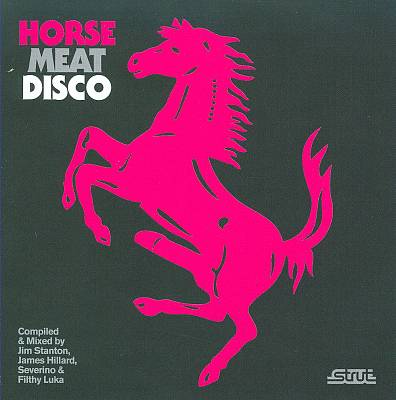 HORSE
MEAT
DISCO
Compiled
& Mixed by
Jim Stanton,
James Hillard,
Severino &
Filthy Luka
Strut